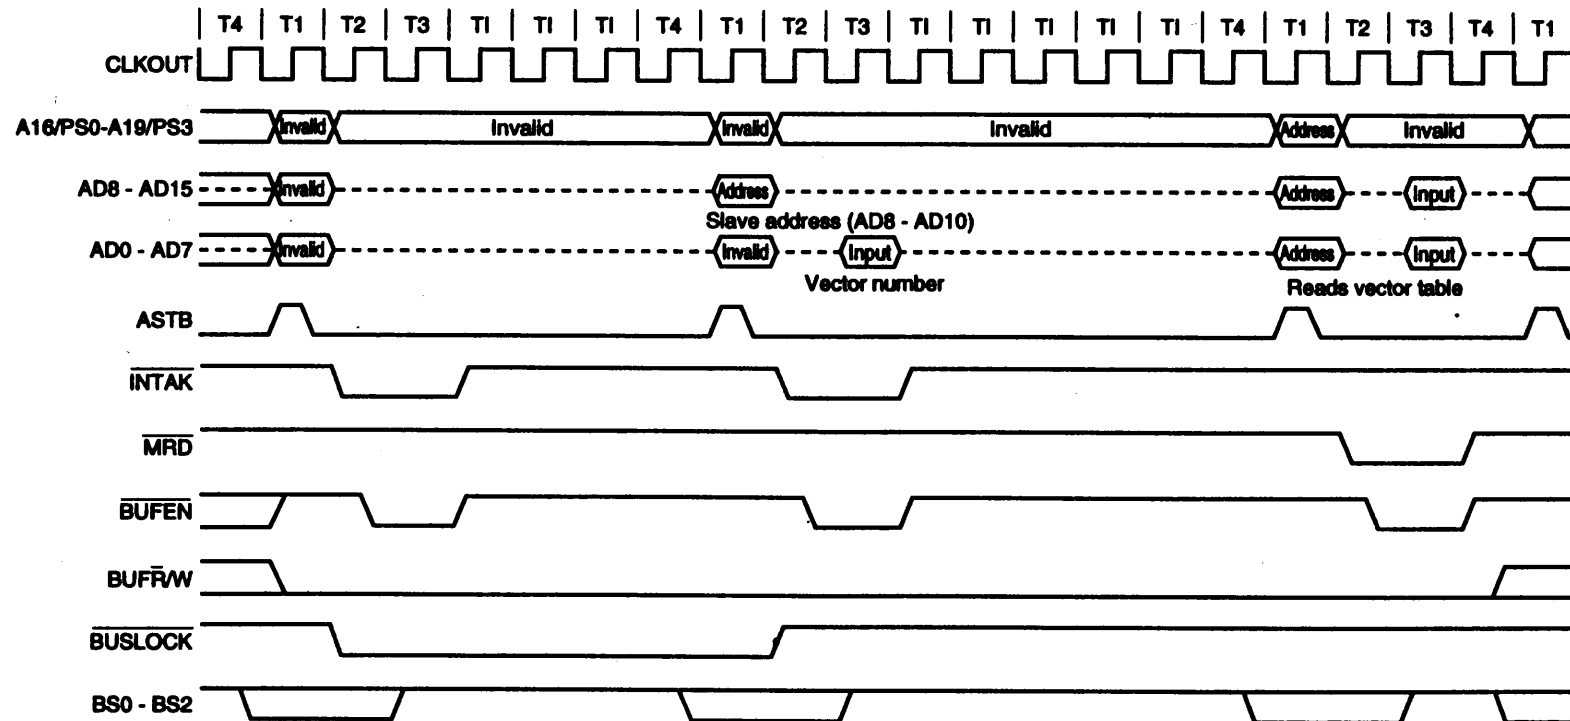 T4 T1 T2 T3 TI TI TI T4 T1 T2 T3 TI TI TI TI TI T4 T1 T2 T3 T4 T1
CLKOUT
A16/PS0-A19/PS3 Invalid Invalid Invalid Invalid Address Invalid
AD8 - AD15 Invalid Address Address Input
Slave address (AD8 - AD10)
AD0 - AD7 Invalid Invalid Input Address Input
Vector number Reads vector table
ASTB
INTAK
MRD
BUFEN
BUFR/W
BUSLOCK
BS0 - BS2